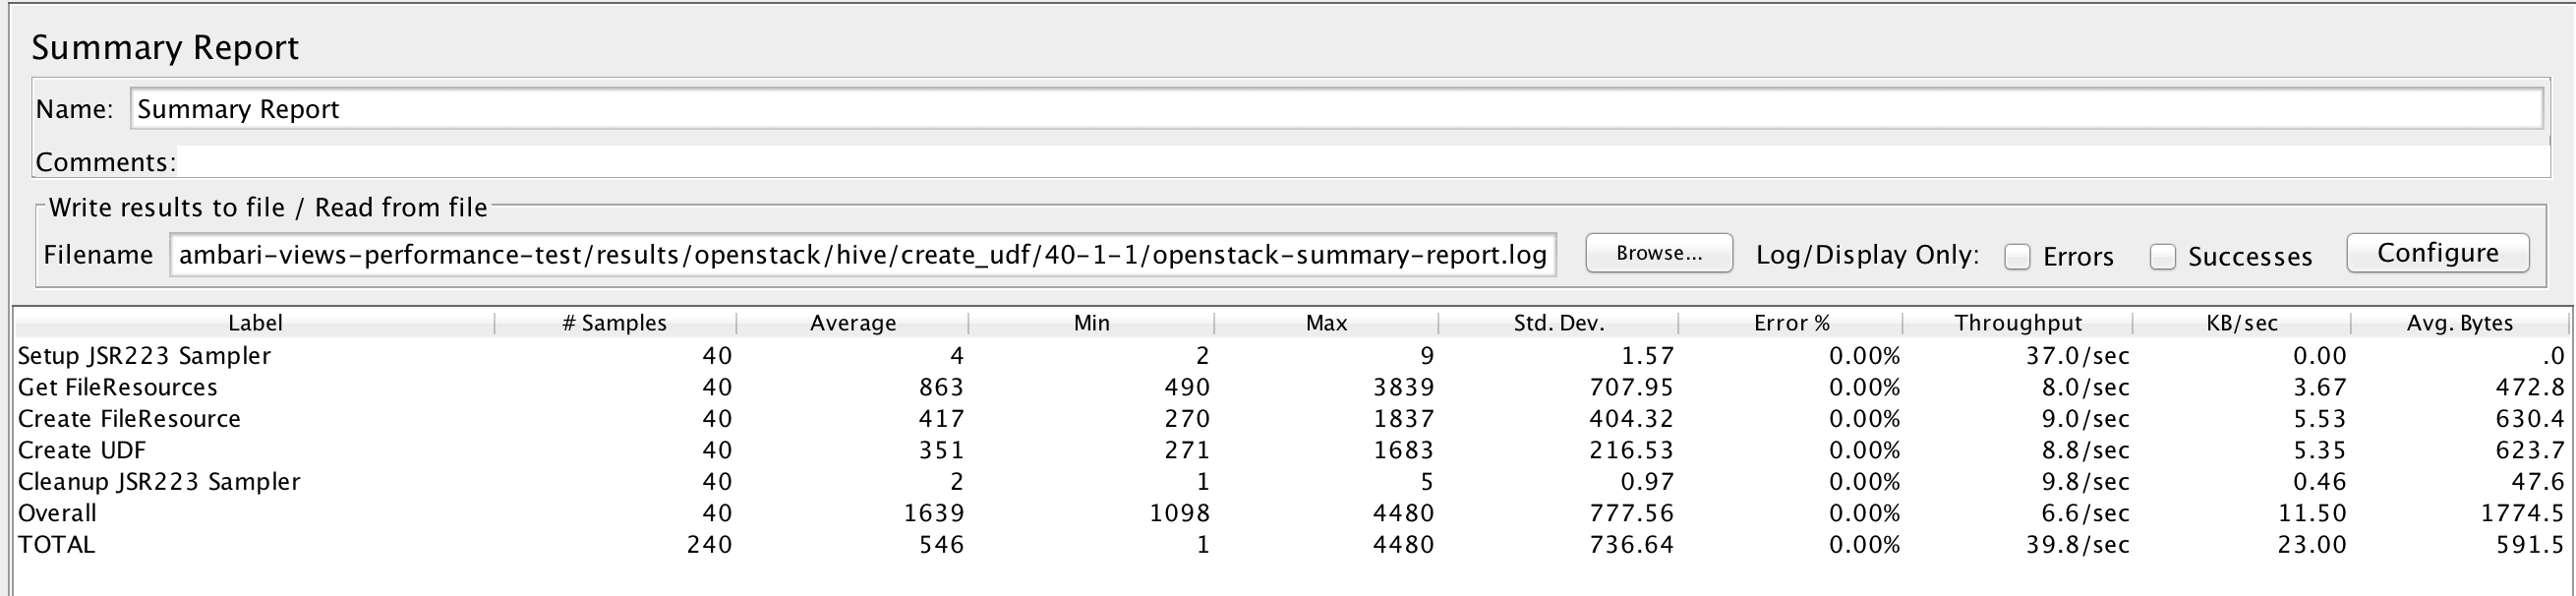 Summary Report
Name: Summary Report
Comments:
Write results to file / Read from file
Filename ambari-views-performance-test/results/openstack/hive/create_udf/40-1-1/openstack-summary-report.log Browse... Log/Display Only: Errors Successes Configure
Label # Samples Average Min Max Std. Dev. Error % Throughput KB/sec Avg. Bytes
Setup JSR223 Sampler 40 4 2 9 1.57 0.00% 37.0/sec 0.00 .0
Get FileResources 40 863 490 3839 707.95 0.00% 8.0/sec 3.67 472.8
Create FileResource 40 417 270 1837 404.32 0.00% 9.0/sec 5.53 630.4
Create UDF 40 351 271 1683 216.53 0.00% 8.8/sec 5.35 623.7
Cleanup JSR223 Sampler 40 2 1 5 0.97 0.00% 9.8/sec 0.46 47.6
Overall 40 1639 1098 4480 777.56 0.00% 6.6/sec 11.50 1774.5
TOTAL 240 546 1 4480 736.64 0.00% 39.8/sec 23.00 591.5